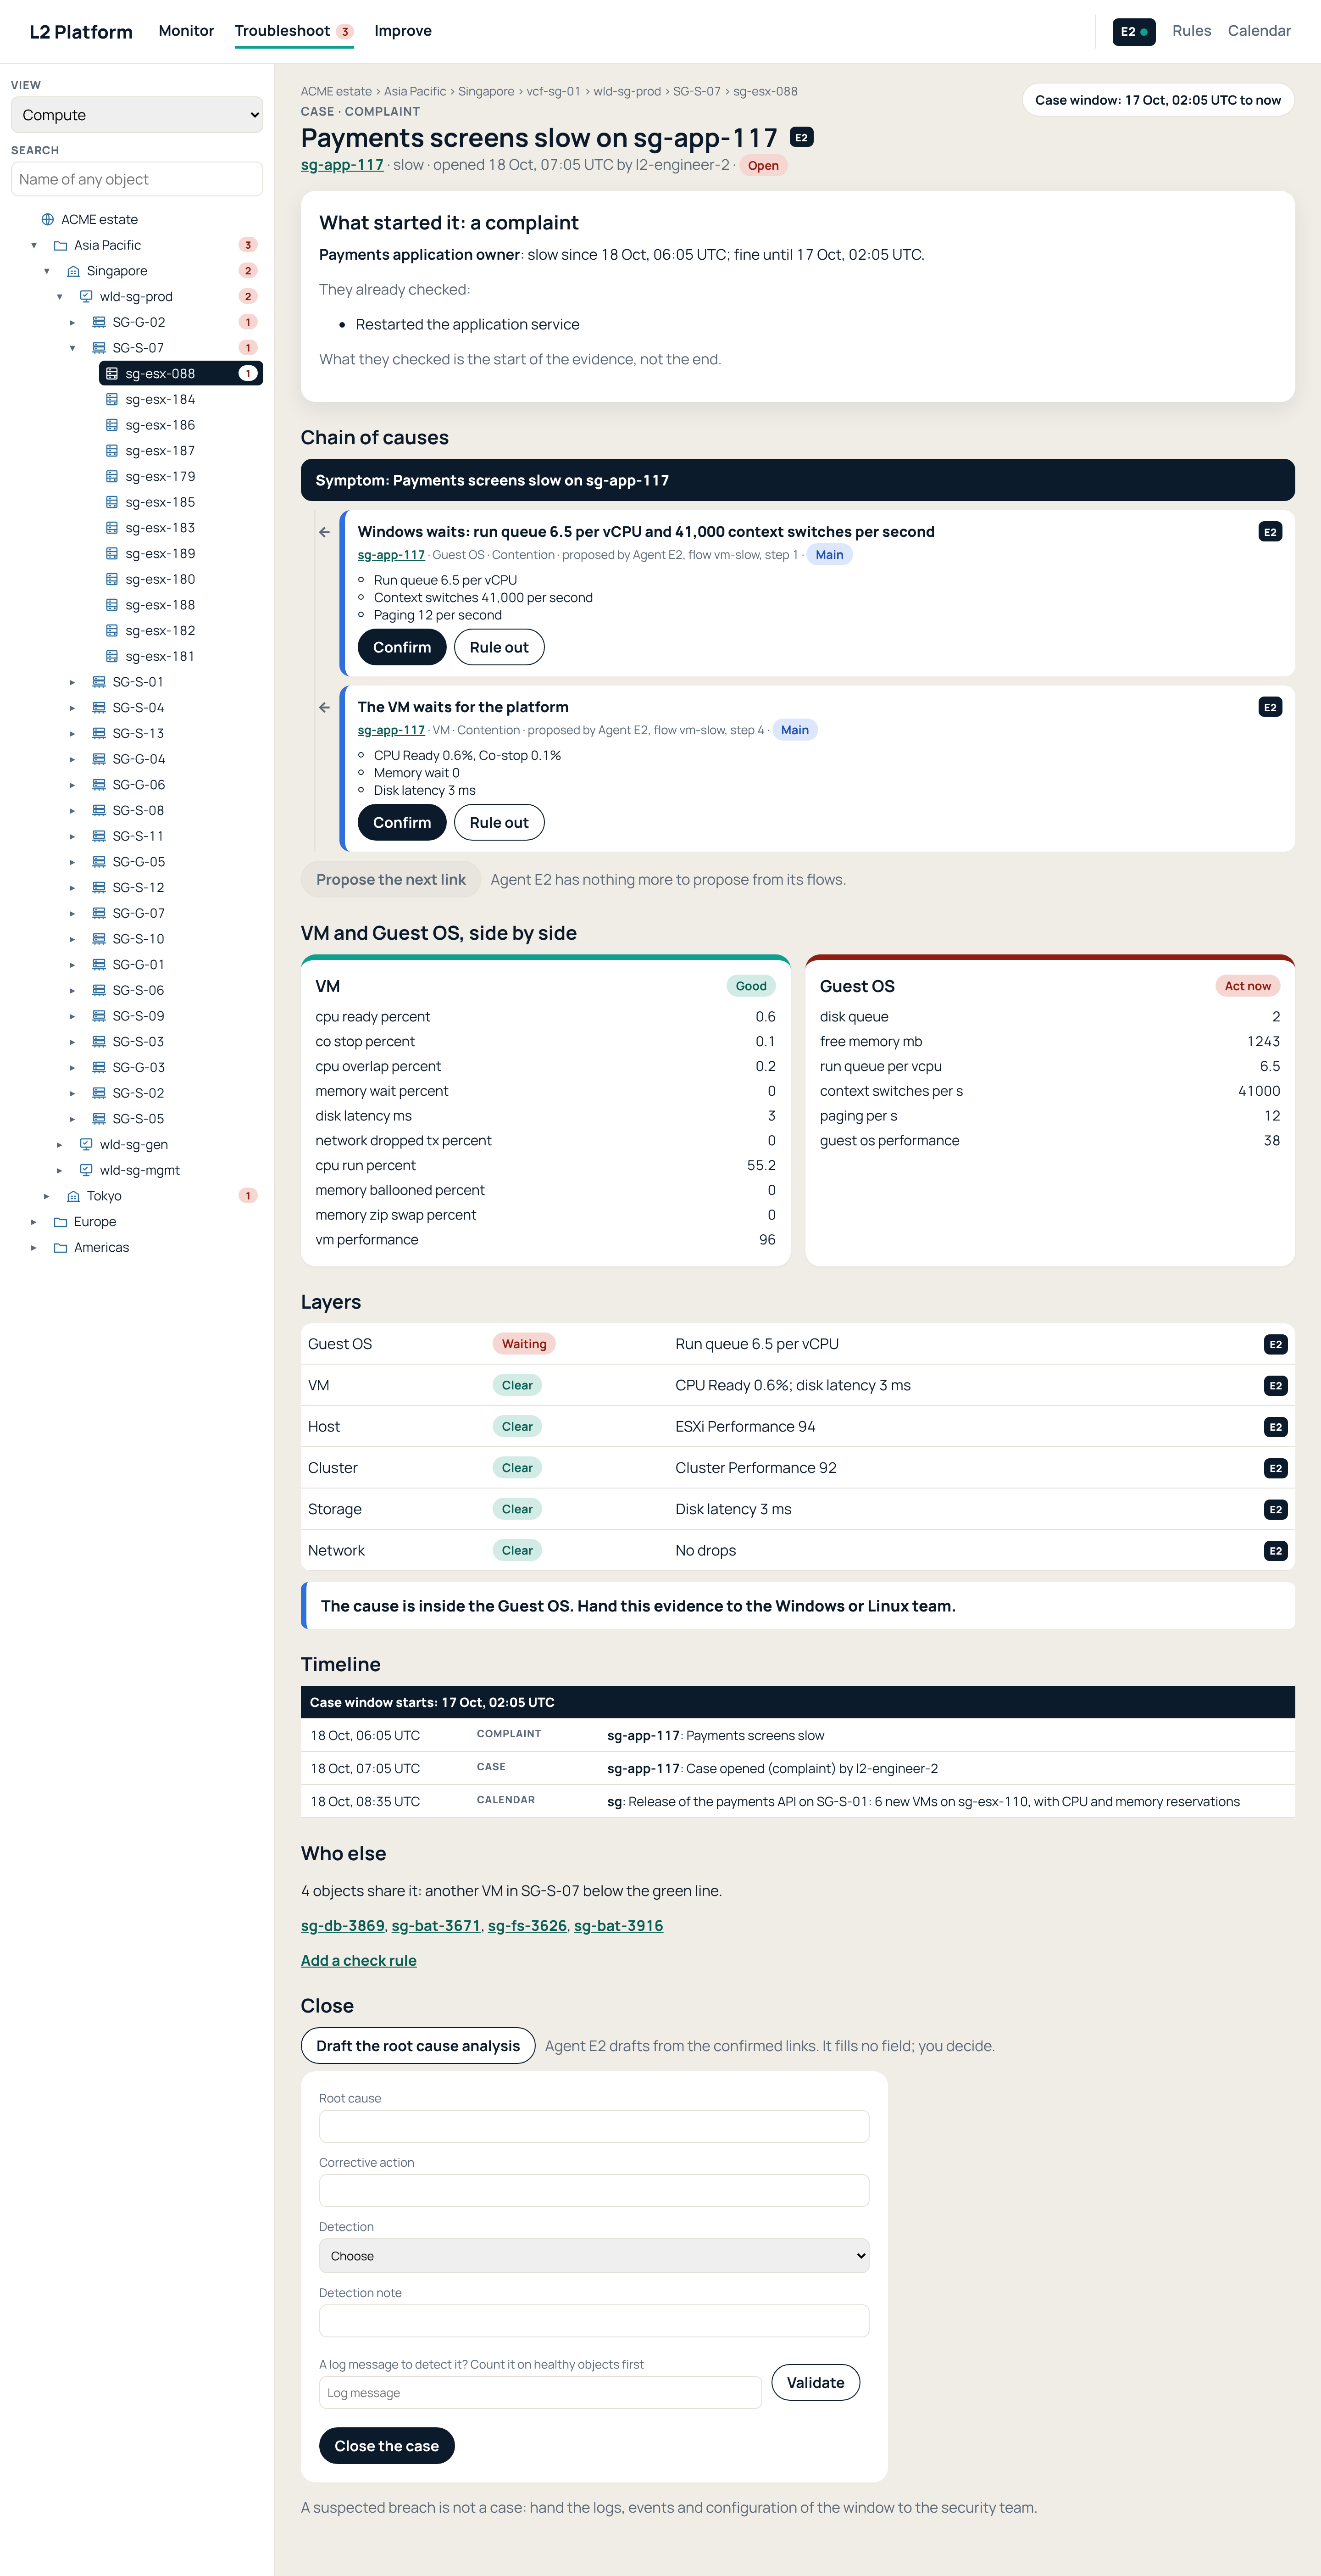 L2 Platform Monitor Troubleshoot 3 Improve E2 Rules Calendar
VIEW
Compute
SEARCH
Name of any object
ACME estate
Asia Pacific 3
Singapore 2
wld-sg-prod 2
SG-G-02 1
SG-S-07 1
sg-esx-088 1
sg-esx-184
sg-esx-186
sg-esx-187
sg-esx-179
sg-esx-185
sg-esx-183
sg-esx-189
sg-esx-180
sg-esx-188
sg-esx-182
sg-esx-181
SG-S-01
SG-S-04
SG-S-13
SG-G-04
SG-G-06
SG-S-08
SG-S-11
SG-G-05
SG-S-12
SG-G-07
SG-S-10
SG-G-01
SG-S-06
SG-S-09
SG-S-03
SG-G-03
SG-S-02
SG-S-05
wld-sg-gen
wld-sg-mgmt
Tokyo 1
Europe
Americas
ACME estate › Asia Pacific › Singapore › vcf-sg-01 › wld-sg-prod › SG-S-07 › sg-esx-088
Case window: 17 Oct, 02:05 UTC to now
CASE · COMPLAINT
Payments screens slow on sg-app-117 E2
sg-app-117 · slow · opened 18 Oct, 07:05 UTC by l2-engineer-2 · Open
What started it: a complaint
Payments application owner: slow since 18 Oct, 06:05 UTC; fine until 17 Oct, 02:05 UTC.
They already checked:
• Restarted the application service
What they checked is the start of the evidence, not the end.
Chain of causes
Symptom: Payments screens slow on sg-app-117
← Windows waits: run queue 6.5 per vCPU and 41,000 context switches per second E2
sg-app-117 · Guest OS · Contention · proposed by Agent E2, flow vm-slow, step 1 · Main
Run queue 6.5 per vCPU
Context switches 41,000 per second
Paging 12 per second
Confirm Rule out
← The VM waits for the platform E2
sg-app-117 · VM · Contention · proposed by Agent E2, flow vm-slow, step 4 · Main
CPU Ready 0.6%, Co-stop 0.1%
Memory wait 0
Disk latency 3 ms
Confirm Rule out
Propose the next link Agent E2 has nothing more to propose from its flows.
VM and Guest OS, side by side
VM Good
cpu ready percent 0.6
co stop percent 0.1
cpu overlap percent 0.2
memory wait percent 0
disk latency ms 3
network dropped tx percent 0
cpu run percent 55.2
memory ballooned percent 0
memory zip swap percent 0
vm performance 96
Guest OS Act now
disk queue 2
free memory mb 1243
run queue per vcpu 6.5
context switches per s 41000
paging per s 12
guest os performance 38
Layers
Guest OS Waiting Run queue 6.5 per vCPU E2
VM Clear CPU Ready 0.6%; disk latency 3 ms E2
Host Clear ESXi Performance 94 E2
Cluster Clear Cluster Performance 92 E2
Storage Clear Disk latency 3 ms E2
Network Clear No drops E2
The cause is inside the Guest OS. Hand this evidence to the Windows or Linux team.
Timeline
Case window starts: 17 Oct, 02:05 UTC
18 Oct, 06:05 UTC COMPLAINT sg-app-117: Payments screens slow
18 Oct, 07:05 UTC CASE sg-app-117: Case opened (complaint) by l2-engineer-2
18 Oct, 08:35 UTC CALENDAR sg: Release of the payments API on SG-S-01: 6 new VMs on sg-esx-110, with CPU and memory reservations
Who else
4 objects share it: another VM in SG-S-07 below the green line.
sg-db-3869, sg-bat-3671, sg-fs-3626, sg-bat-3916
Add a check rule
Close
Draft the root cause analysis Agent E2 drafts from the confirmed links. It fills no field; you decide.
Root cause
Corrective action
Detection
Choose
Detection note
A log message to detect it? Count it on healthy objects first
Log message Validate
Close the case
A suspected breach is not a case: hand the logs, events and configuration of the window to the security team.